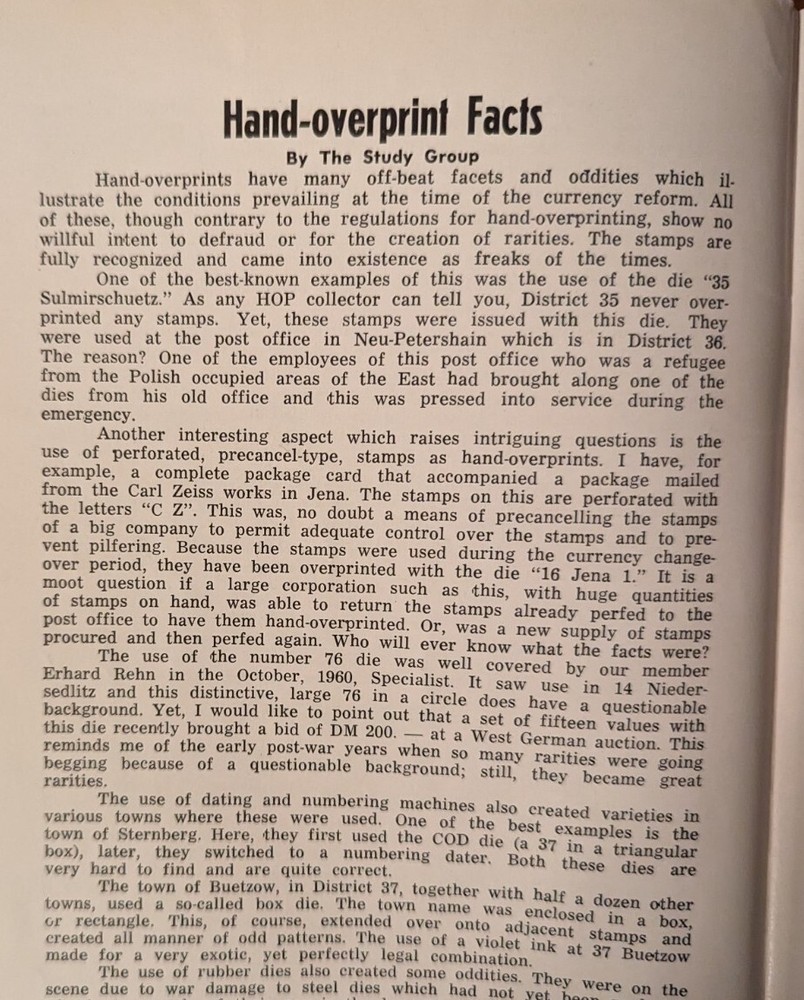 Hand-overprint Facts
By The Study Group
Hand-overprints have many off-beat facets and oddities which il-
lustrate the conditions prevailing at the time of the currency reform. All
of these, though contrary to the regulations for hand-overprinting, show no
willful intent to defraud or for the creation of rarities. The stamps are
fully recognized and came into existence as freaks of the times.
One of the best-known examples of this was the use of the die “35
Sulmirschuetz.” As any HOP collector can tell you, District 35 never over-
printed any stamps. Yet, these stamps were issued with this die. They
were used at the post office in Neu-Petershain which is in District 36.
The reason? One of the employees of this post office who was a refugee
from the Polish occupied areas of the East had brought along one of the
dies from his old office and this was pressed into service during the
emergency.
Another interesting aspect which raises intriguing questions is the
use of perforated, precancel-type, stamps as hand-overprints. I have, for
example, a complete package card that accompanied a package mailed
from the Carl Zeiss works in Jena. The stamps on this are perforated with
the letters “C Z”. This was, no doubt a means of precancelling the stamps
of a big company to permit adequate control over the stamps and to pre-
vent pilfering. Because the stamps were used during the currency change-
over period, they have been overprinted with the die “16 Jena 1.” It is a
moot question if a large corporation such as this, with huge quantities
of stamps on hand, was able to return the stamps already perfed to the
post office to have them hand-overprinted. Or, was a new supply of stamps
procured and then perfed again. Who will ever know what the facts were?
The use of the number 76 die was well covered by our member
Erhard Rehn in the October, 1960, Specialist. It saw use in 14 Nieder-
sedlitz and this distinctive, large 76 in a circle does have a questionable
background. Yet, I would like to point out that a set of fifteen values with
this die recently brought a bid of DM 200. — at a West German auction. This
reminds me of the early post-war years when so many rarities were going
begging because of a questionable background; still, they became great
rarities.
The use of dating and numbering machines also created varieties in
various towns where these were used. One of the best examples is the
town of Sternberg. Here, they first used the COD die (a 37 in a triangular
box), later, they switched to a numbering dater. Both these dies are
very hard to find and are quite correct.
The town of Buetzow, in District 37, together with half a dozen other
towns, used a so-called box die. The town name was enclosed in a box,
or rectangle. This, of course, extended over onto adjacent stamps and
created all manner of odd patterns. The use of a violet ink at 37 Buetzow
made for a very exotic, yet perfectly legal combination.
The use of rubber dies also created some oddities. They were on the
scene due to war damage to steel dies which had not yet been